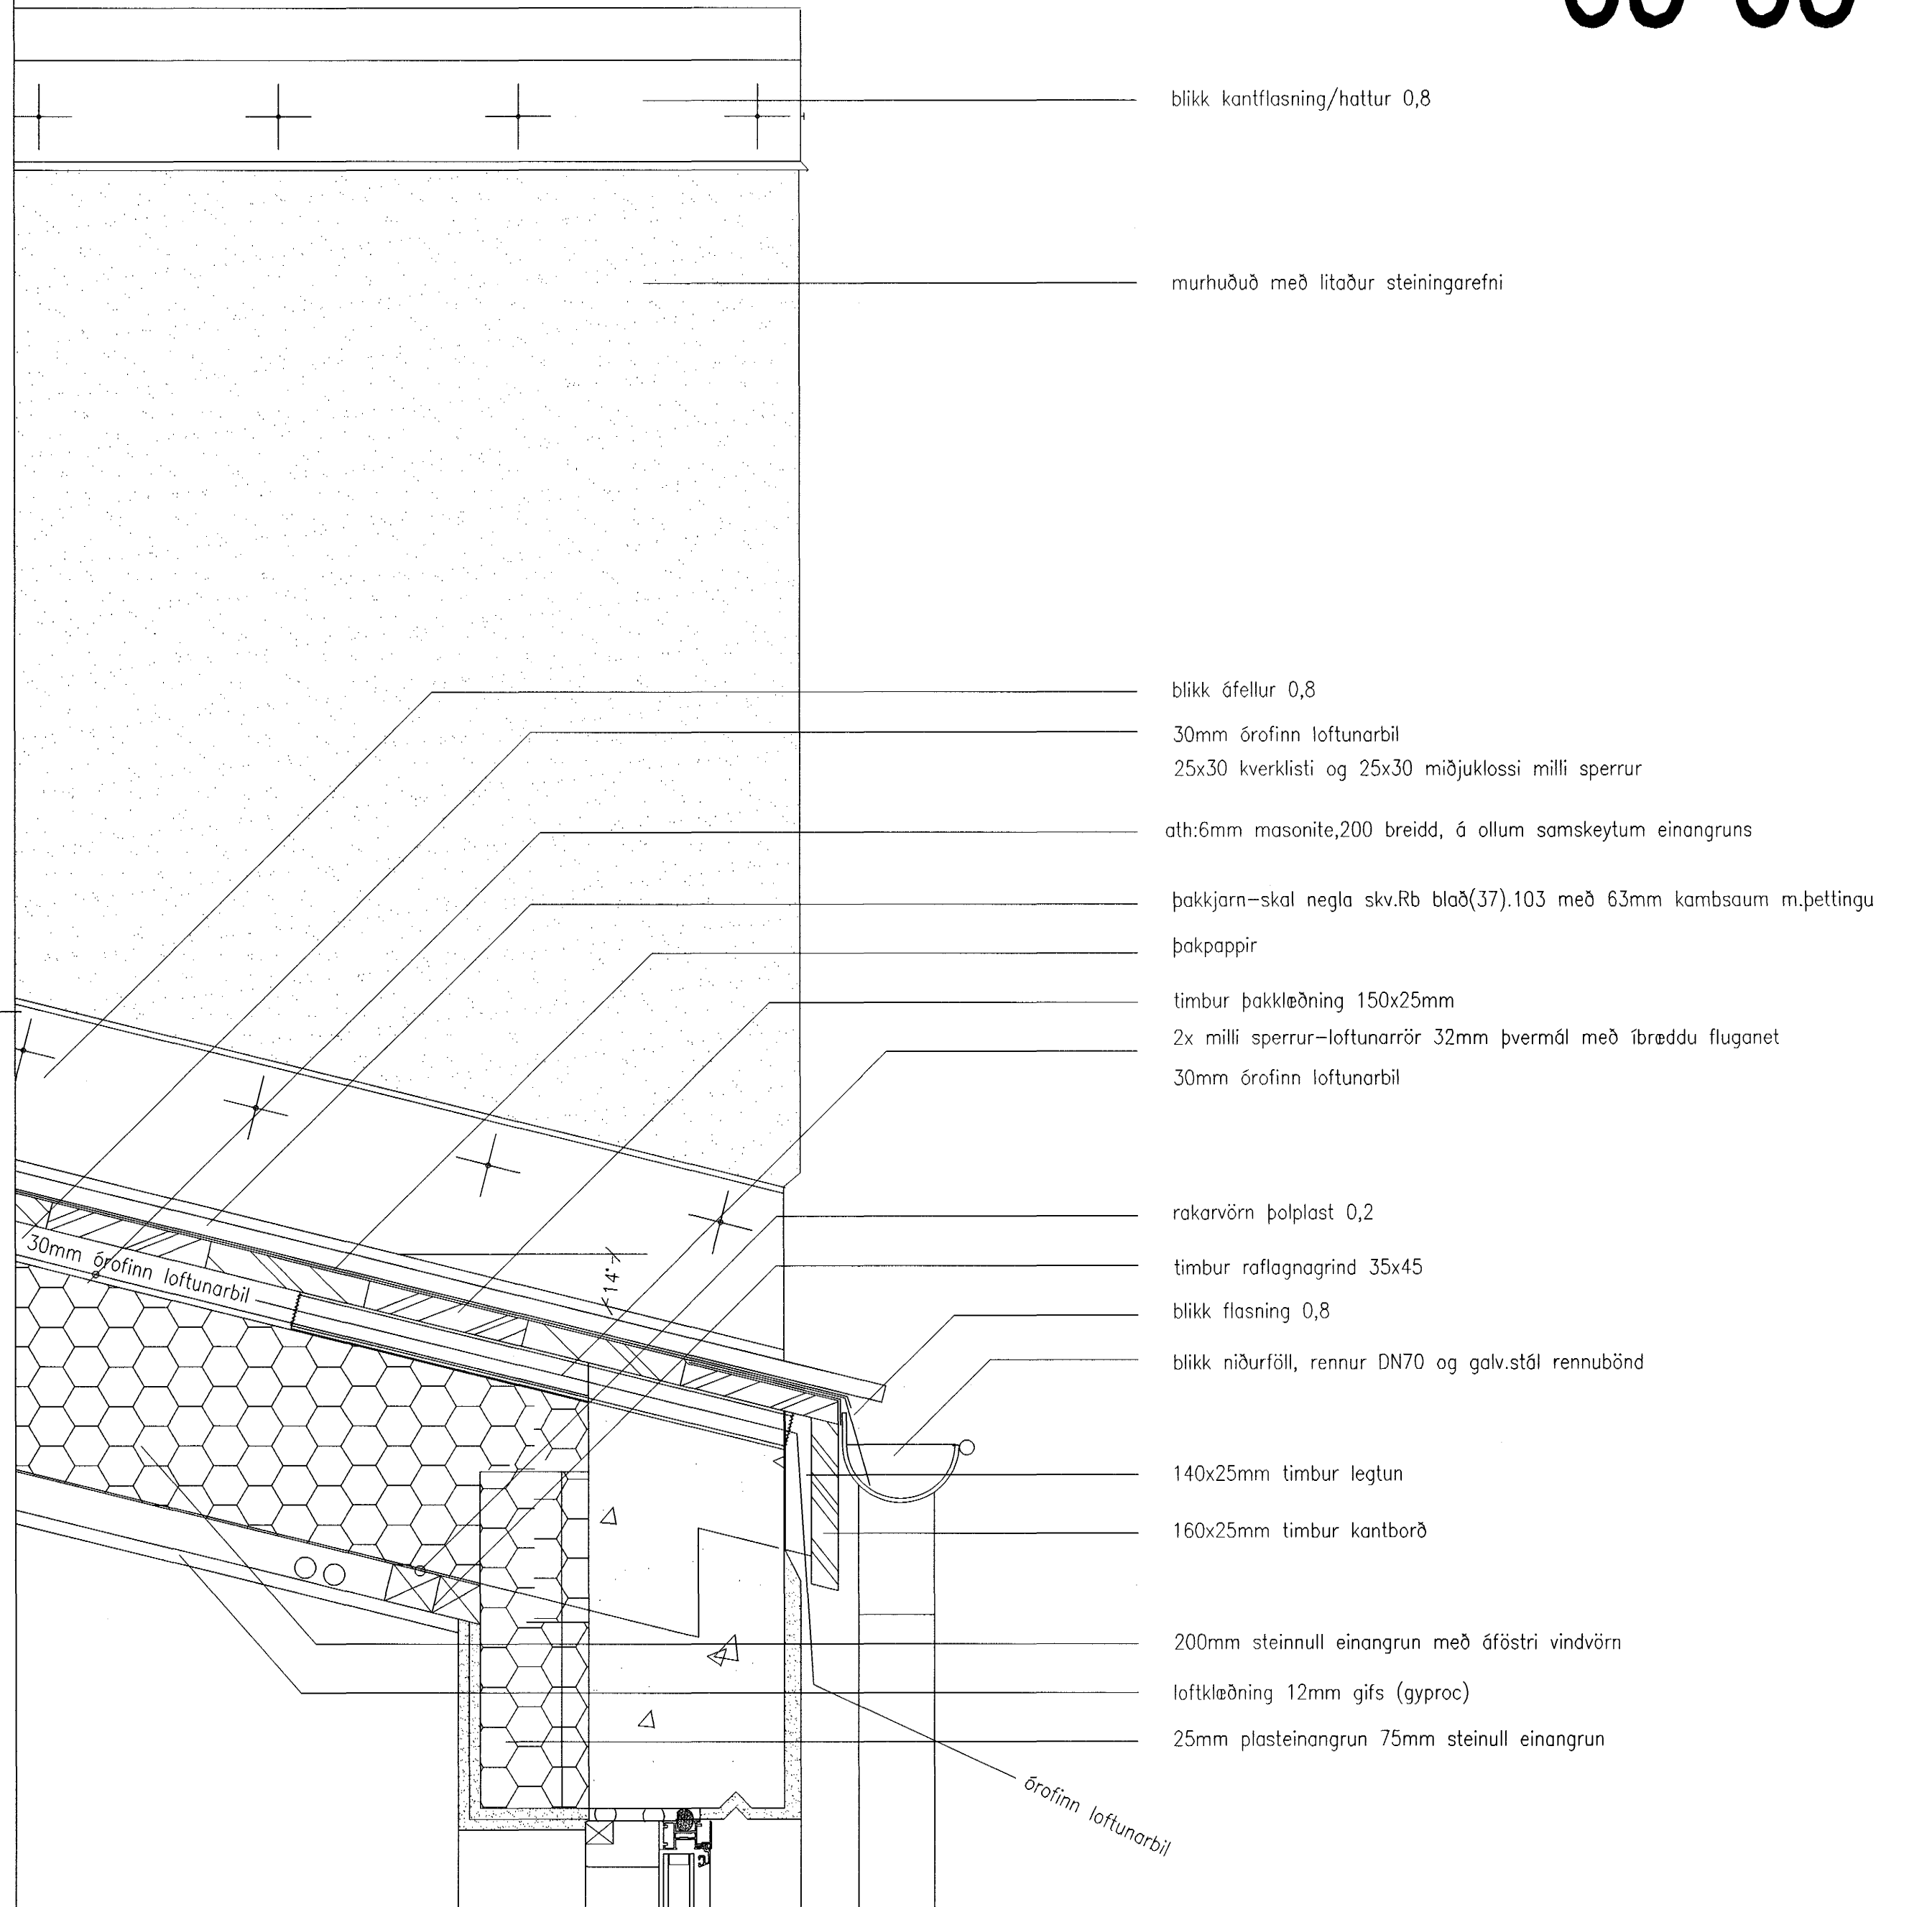 blikk kantflasning/hattur 0,8
murhuðuð með litaður steiningarefni
blikk áfellur 0,8
30mm órofinn loftunarbil
25x30 kverklisti og 25x30 miðjuklossi milli sperrur
ath:6mm masonite,200 breidd, á ollum samskeytum einangruns
þakkjarn-skal negla skv.Rb blað(37).103 með 63mm kambsaum m.þettingu
þakpappir
timbur þakklæðning 150x25mm
2x milli sperrur-loftunarrör 32mm þvermál með íbræddu fluganet
30mm órofinn loftunarbil
rakarvörn þolplast 0,2
30mm órofinn loftunarbil
14°
timbur raflagnagrind 35x45
blikk flasning 0,8
blikk niðurföll, rennur DN70 og galv.stál rennubönd
140x25mm timbur legtun
160x25mm timbur kantborð
200mm steinnull einangrun með áföstri vindvörn
loftklæðning 12mm gifs (gyproc)
25mm plasteinangrun 75mm steinull einangrun
órofinn loftunarbil